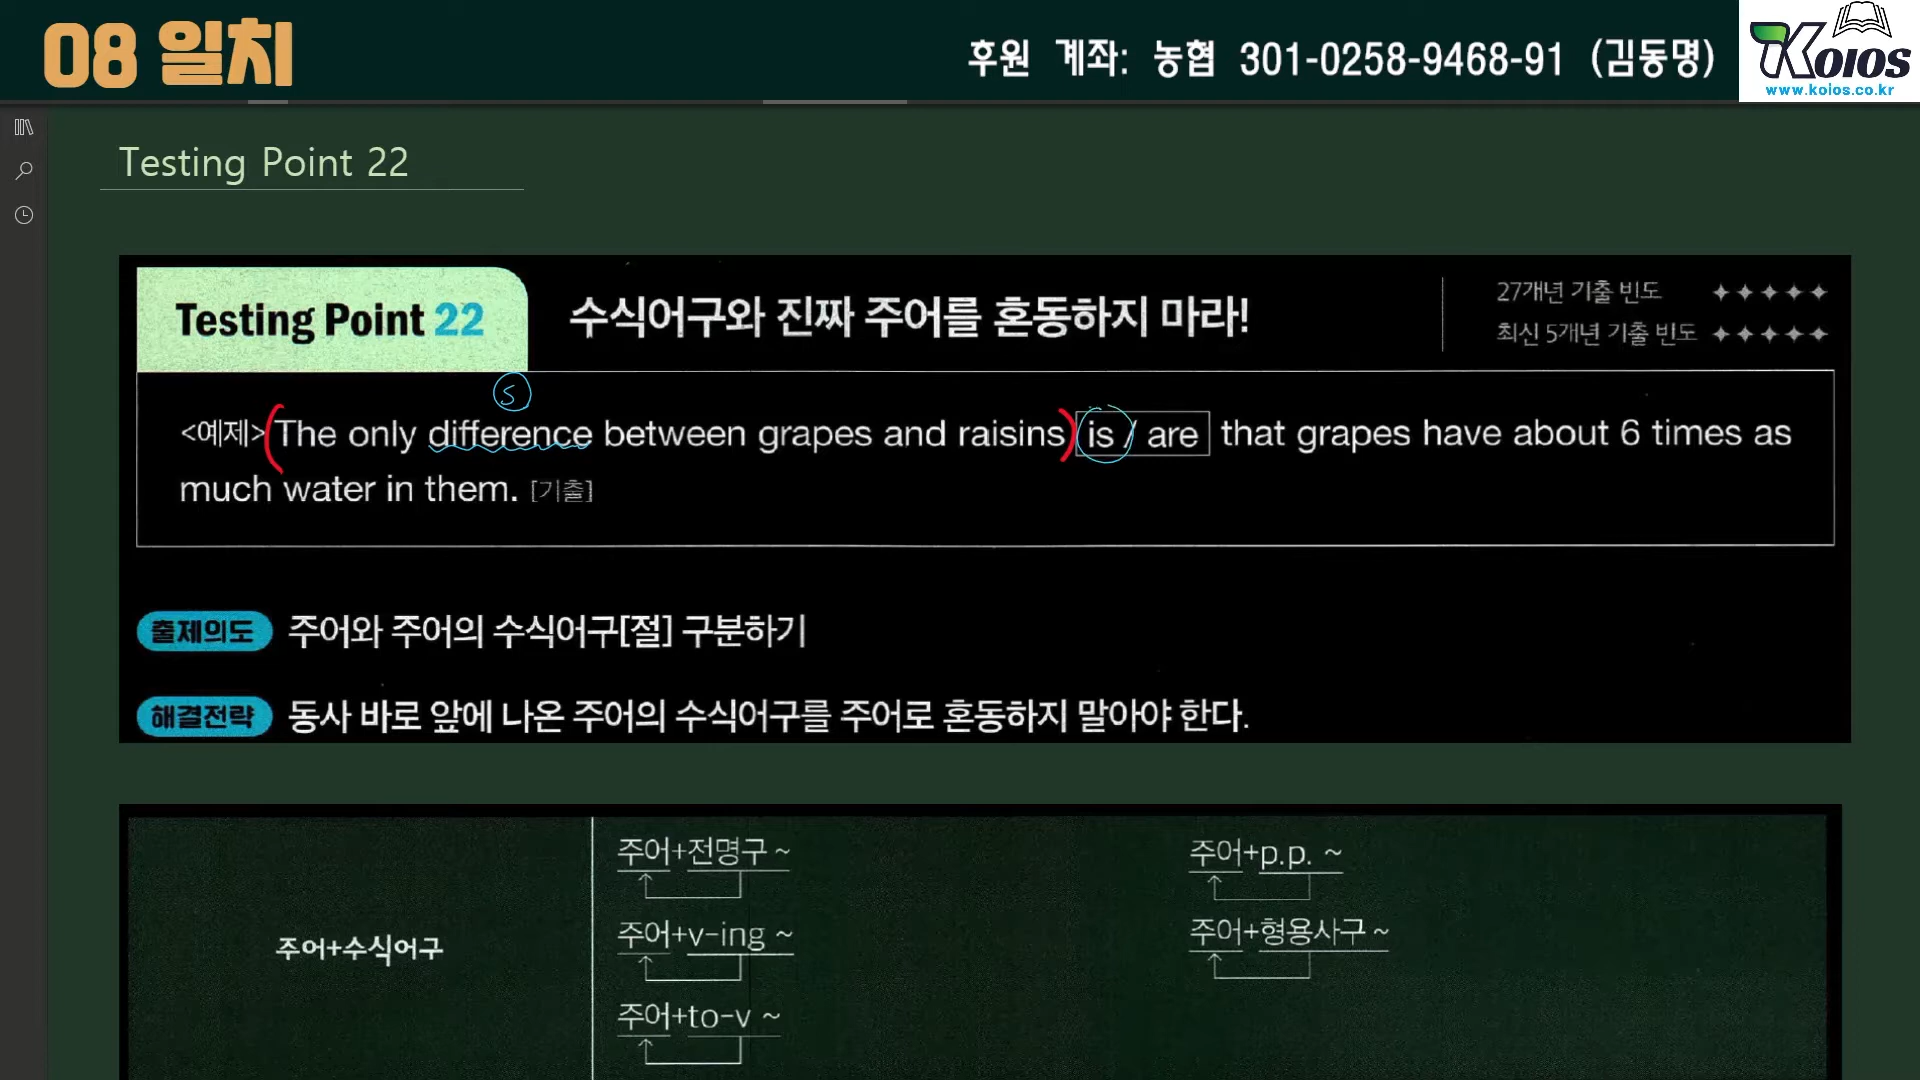 08 일치
후원 계좌: 농협 301-0258-9468-91 (김동명)
KOIOS
www.koios.co.kr
Testing Point 22
Testing Point 22
수식어구와 진짜 주어를 혼동하지 마라!
27개년 기출 빈도 ✦✦✦✦✦
최신 5개년 기출 빈도 ✦✦✦✦✦
S
<예제> (The only difference between grapes and raisins) is / are that grapes have about 6 times as
much water in them. [기출]
출제의도 주어와 주어의 수식어구[절] 구분하기
해결전략 동사 바로 앞에 나온 주어의 수식어구를 주어로 혼동하지 말아야 한다.
주어+수식어구
주어+전명구 ~
주어+v-ing ~
주어+to-v ~
주어+p.p. ~
주어+형용사구 ~